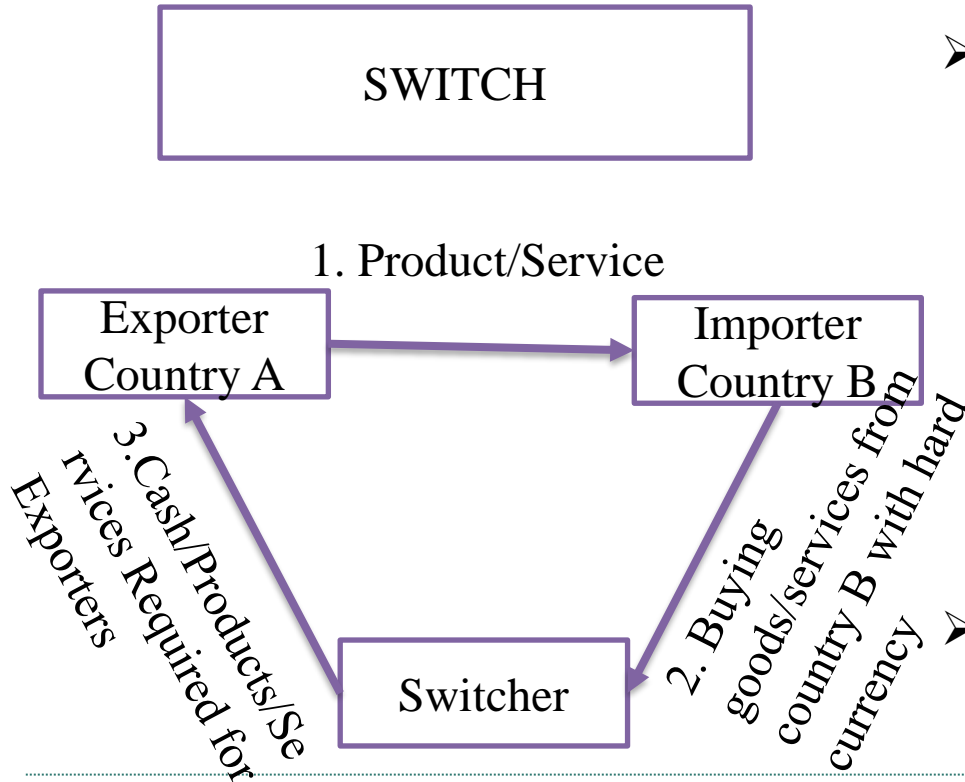 SWITCH
1. Product/Service
Exporter
Country A
Importer
Country B
2. Buying
goods/services from
country B with hard
currency
Switcher
3.Cash/Products/Se
rvices Required for
Exporters